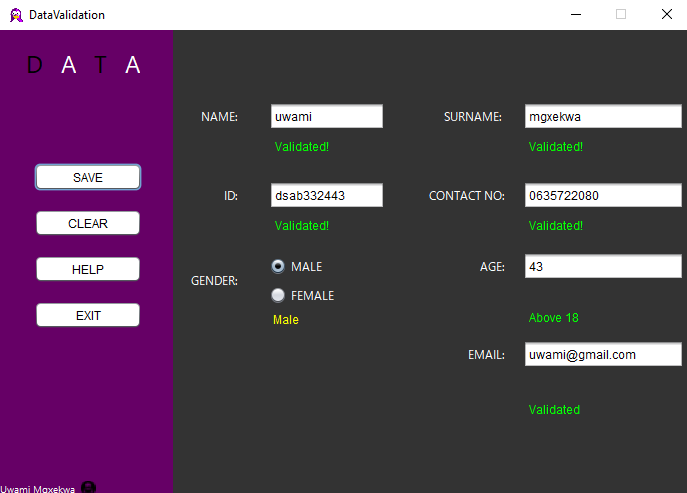 DataValidation
D A T A
NAME: uwami SURNAME: mgxekwa
Validated! Validated!
SAVE
ID: dsab332443 CONTACT NO: 0635722080
CLEAR
Validated! Validated!
HELP
MALE AGE: 43
GENDER:
FEMALE
EXIT
Male Above 18
EMAIL: uwami@gmail.com
Validated
Uwami Mgxekwa